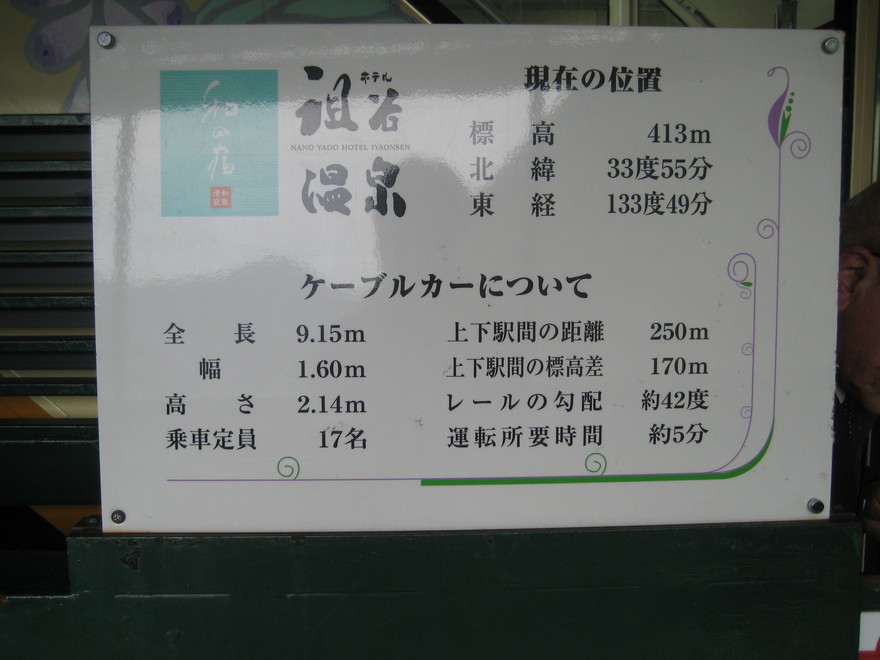 和の宿
ホテル
祖谷
NANO YADO HOTEL IYAONSEN
温泉
現在の位置
標高 413m
北緯 33度55分
東経 133度49分
ケーブルカーについて
全長 9.15m
幅 1.60m
高さ 2.14m
乗車定員 17名
上下駅間の距離 250m
上下駅間の標高差 170m
レールの勾配 約42度
運転所要時間 約5分